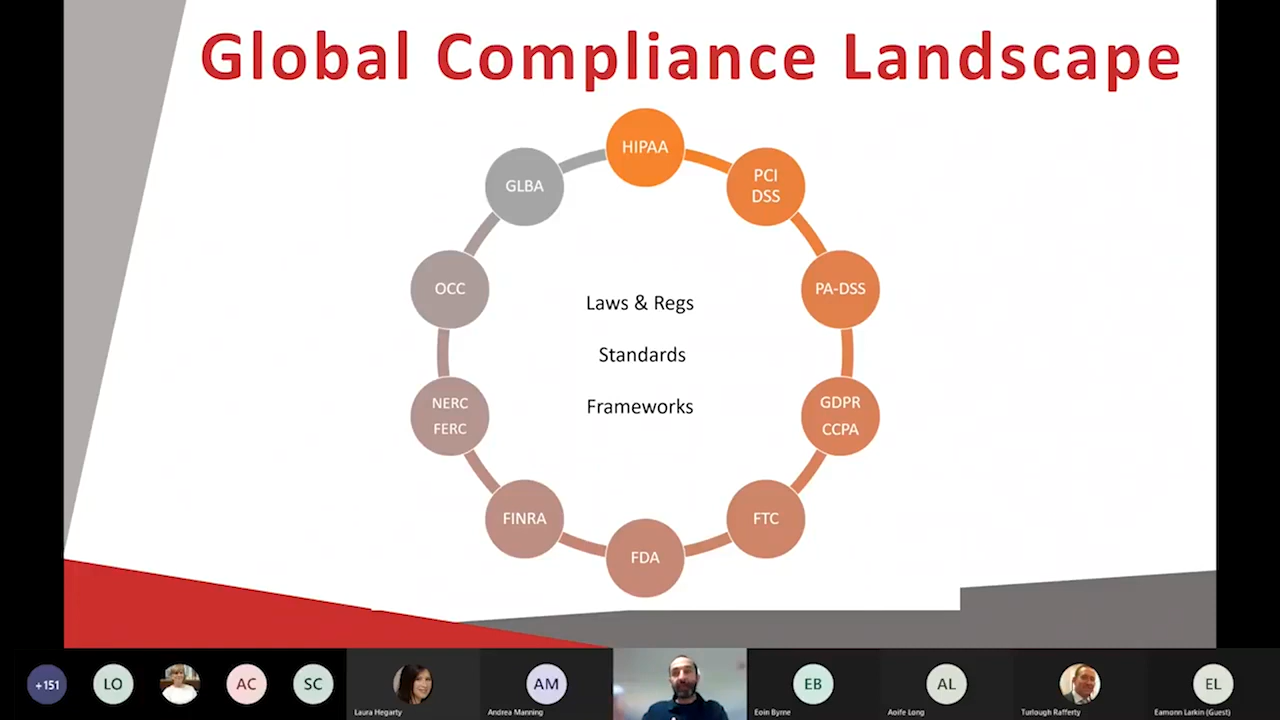 Global Compliance Landscape
HIPAA
PCI
DSS
PA-DSS
GDPR
CCPA
FTC
FDA
FINRA
NERC
FERC
OCC
GLBA
Laws & Regs
Standards
Frameworks
+151
LO
AC
SC
Laura Hegarty
AM
Andrea Manning
EB
Eoin Byrne
AL
Aoife Long
Turlough Rafferty
EL
Eamonn Larkin (Guest)